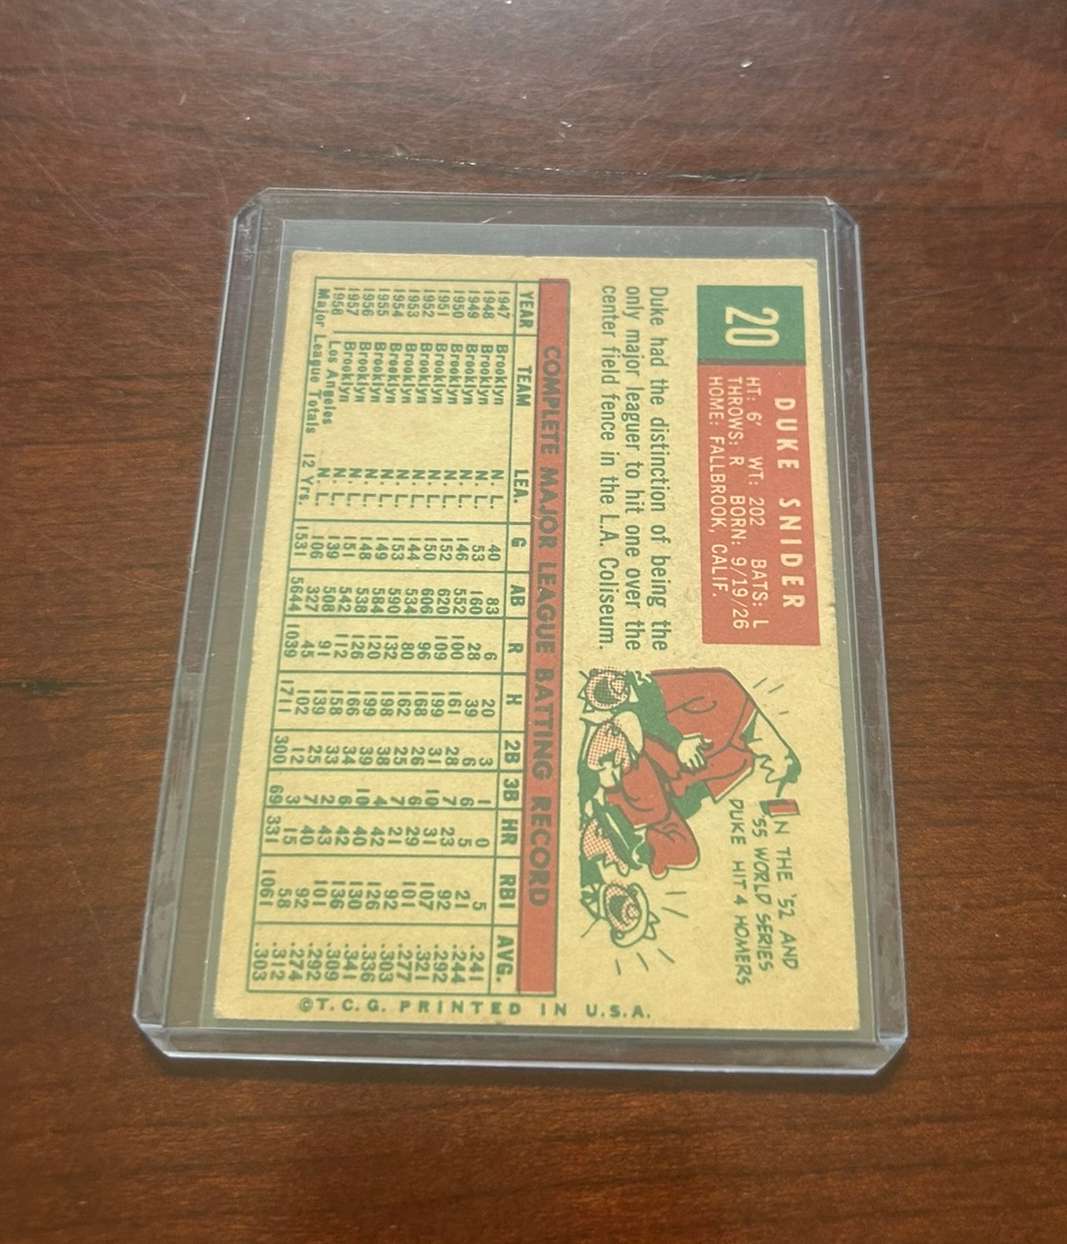 20
DUKE SNIDER
HT: 6' WT: 202 BATS: L
THROWS: R BORN: 9/19/26
HOME: FALLBROOK, CALIF.
Duke had the distinction of being the
only major leaguer to hit one over the
center field fence in the L.A. Coliseum.
IN THE '52 AND
'55 WORLD SERIES
DUKE HIT 4 HOMERS
COMPLETE MAJOR LEAGUE BATTING RECORD
YEAR TEAM LEA. G AB R H 2B 3B HR RBI AVG.
1947 Brooklyn N. L. 40 83 6 20 3 1 0 5 .241
1948 Brooklyn N. L. 53 160 28 39 6 6 5 21 .244
1949 Brooklyn N. L. 146 552 100 161 28 7 23 92 .292
1950 Brooklyn N. L. 152 620 109 199 31 10 31 107 .321
1951 Brooklyn N. L. 150 606 96 168 26 6 29 101 .277
1952 Brooklyn N. L. 144 534 80 162 25 7 21 92 .303
1953 Brooklyn N. L. 153 590 132 198 38 4 42 126 .336
1954 Brooklyn N. L. 149 584 120 199 39 10 40 130 .341
1955 Brooklyn N. L. 148 538 126 166 34 6 42 136 .309
1956 Brooklyn N. L. 151 542 112 158 33 2 43 101 .292
1957 Brooklyn N. L. 139 508 91 139 25 7 40 92 .274
1958 Los Angeles N. L. 106 327 45 102 12 3 15 58 .312
Major League Totals 12 Yrs. 1531 5644 1039 1711 300 69 331 1061 .303
©T.C.G. PRINTED IN U.S.A.